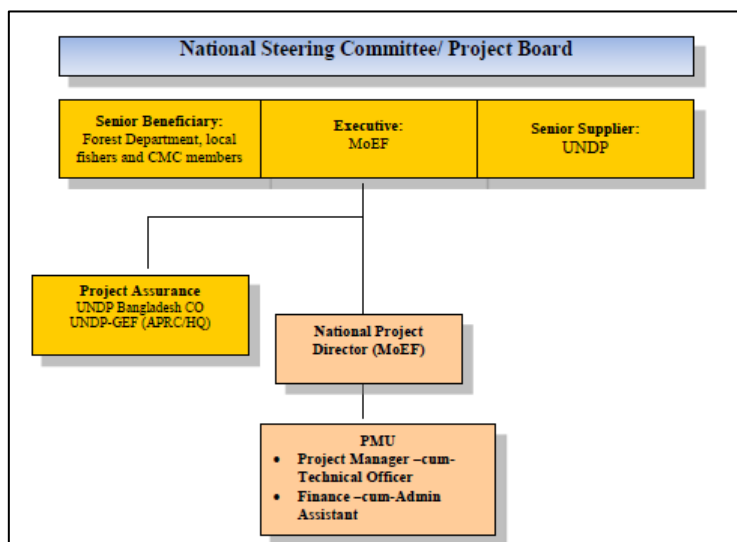 National Steering Committee/ Project Board
Senior Beneficiary:
Forest Department, local
fishers and CMC members
Executive:
MoEF
Senior Supplier:
UNDP
Project Assurance
UNDP Bangladesh CO
UNDP-GEF (APRC/HQ)
National Project
Director (MoEF)
PMU
• Project Manager –cum-
Technical Officer
• Finance –cum-Admin
Assistant